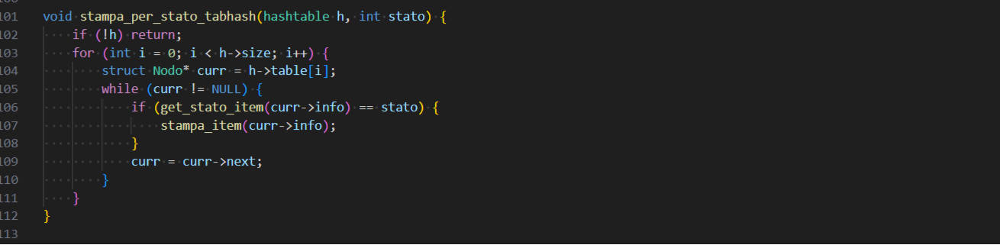 101 void stampa_per_stato_tabhash(hashtable h, int stato) {
102     if (!h) return;
103     for (int i = 0; i < h->size; i++) {
104         struct Nodo* curr = h->table[i];
105         while (curr != NULL) {
106             if (get_stato_item(curr->info) == stato) {
107                 stampa_item(curr->info);
108             }
109             curr = curr->next;
110         }
111     }
112 }
113